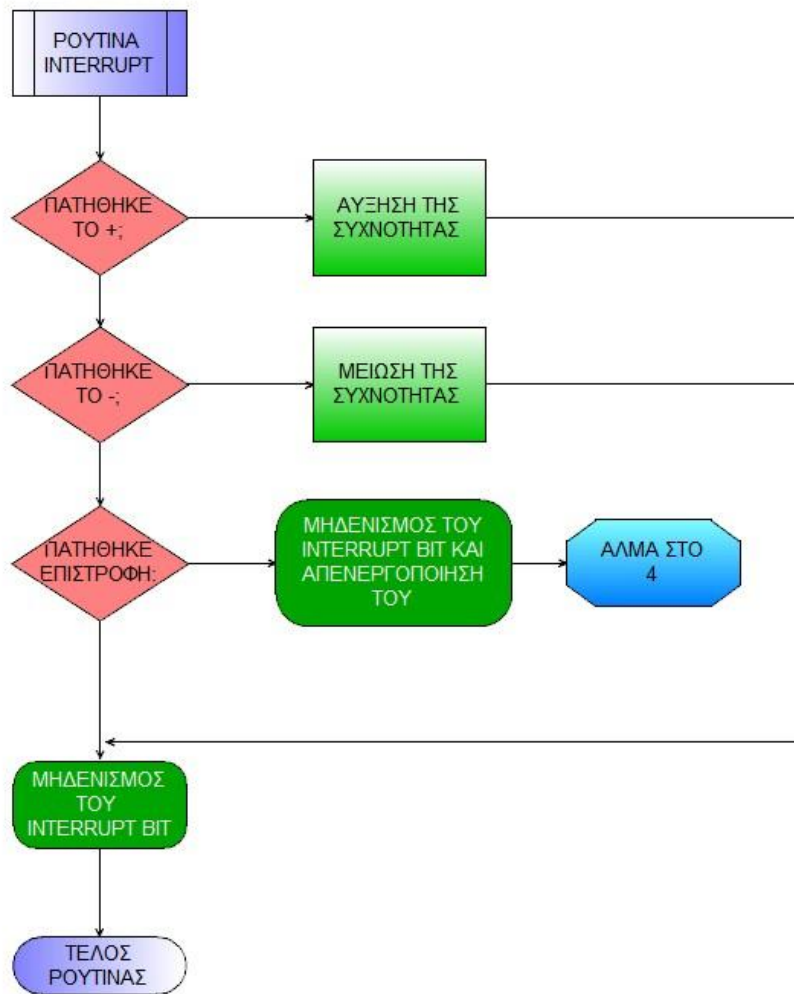 ΡΟΥΤΙΝΑ
INTERRUPT
ΠΑΤΗΘΗΚΕ
ΤΟ +;
ΑΥΞΗΣΗ ΤΗΣ
ΣΥΧΝΟΤΗΤΑΣ
ΠΑΤΗΘΗΚΕ
ΤΟ -;
ΜΕΙΩΣΗ ΤΗΣ
ΣΥΧΝΟΤΗΤΑΣ
ΠΑΤΗΘΗΚΕ
ΕΠΙΣΤΡΟΦΗ:
ΜΗΔΕΝΙΣΜΟΣ ΤΟΥ
INTERRUPT BIT ΚΑΙ
ΑΠΕΝΕΡΓΟΠΟΙΗΣΗ
ΤΟΥ
ΑΛΜΑ ΣΤΟ
4
ΜΗΔΕΝΙΣΜΟΣ
ΤΟΥ
INTERRUPT BIT
ΤΕΛΟΣ
ΡΟΥΤΙΝΑΣ